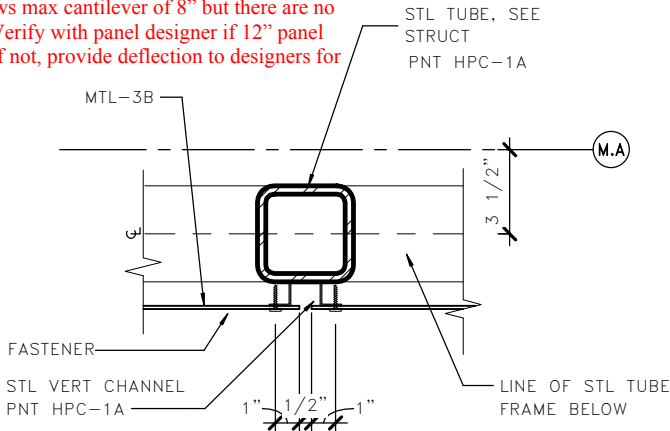 ws max cantilever of 8” but there are no
Verify with panel designer if 12” panel
f not, provide deflection to designers for
STL TUBE, SEE
STRUCT
PNT HPC-1A
MTL-3B
M.A
3 1/2”
℄
FASTENER
STL VERT CHANNEL
PNT HPC-1A
1” 1/2” 1”
LINE OF STL TUBE
FRAME BELOW